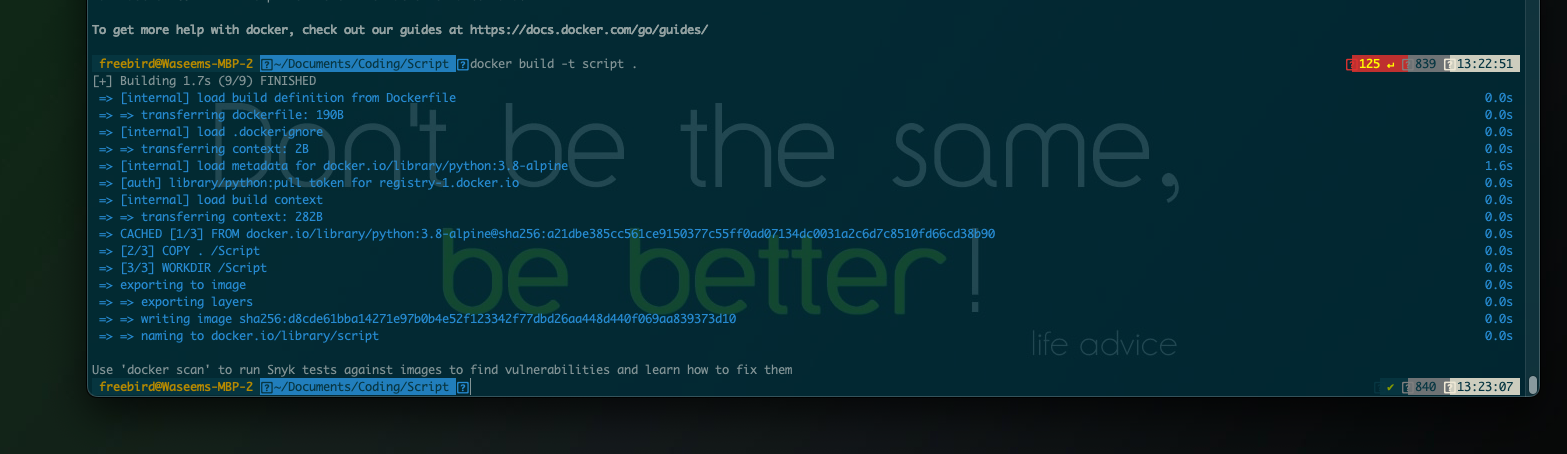 To get more help with docker, check out our guides at https://docs.docker.com/go/guides/
freebird@Waseems-MBP-2 ~/Documents/Coding/Script docker build -t script . 125 ↵ 839 13:22:51
[+] Building 1.7s (9/9) FINISHED
=> [internal] load build definition from Dockerfile 0.0s
=> => transferring dockerfile: 190B 0.0s
=> [internal] load .dockerignore 0.0s
=> => transferring context: 2B 0.0s
=> [internal] load metadata for docker.io/library/python:3.8-alpine 1.6s
=> [auth] library/python:pull token for registry-1.docker.io 0.0s
=> [internal] load build context 0.0s
=> => transferring context: 282B 0.0s
=> CACHED [1/3] FROM docker.io/library/python:3.8-alpine@sha256:a21dbe385cc561ce9150377c55ff0ad07134dc0031a2c6d7c8510fd66cd38b90 0.0s
=> [2/3] COPY . /Script 0.0s
=> [3/3] WORKDIR /Script 0.0s
=> exporting to image 0.0s
=> => exporting layers 0.0s
=> => writing image sha256:d8cde61bba14271e97b0b4e52f123342f77dbd26aa448d440f069aa839373d10 0.0s
=> => naming to docker.io/library/script 0.0s
Use 'docker scan' to run Snyk tests against images to find vulnerabilities and learn how to fix them
freebird@Waseems-MBP-2 ~/Documents/Coding/Script ✔ 840 13:23:07
Don't be the same,
be better!
life advice